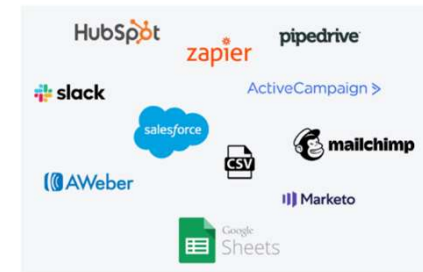 HubSpot
zapier
pipedrive
slack
ActiveCampaign >
salesforce
CSV
mailchimp
AWeber
Marketo
Google
Sheets